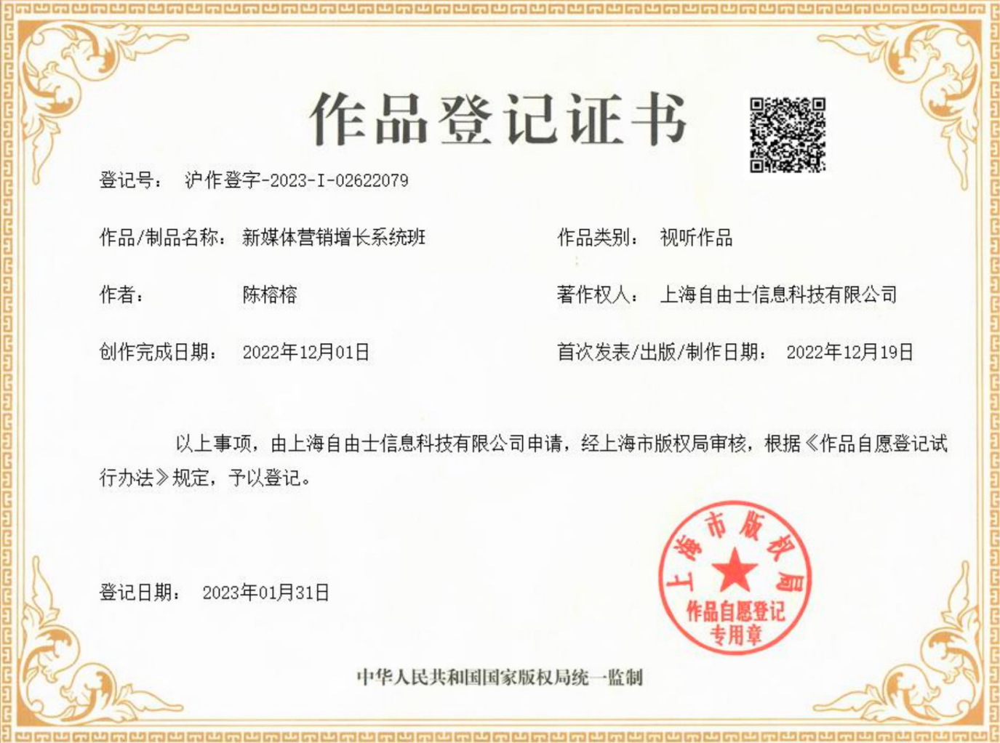 作品登记证书
登记号： 沪作登字-2023-I-02622079
作品/制品名称： 新媒体营销增长系统班
作品类别： 视听作品
作者： 陈榕榕
著作权人： 上海自由士信息科技有限公司
创作完成日期： 2022年12月01日
首次发表/出版/制作日期： 2022年12月19日
以上事项，由上海自由士信息科技有限公司申请，经上海市版权局审核，根据《作品自愿登记试
行办法》规定，予以登记。
登记日期： 2023年01月31日
上海市版权局
作品自愿登记
专用章
中华人民共和国国家版权局统一监制